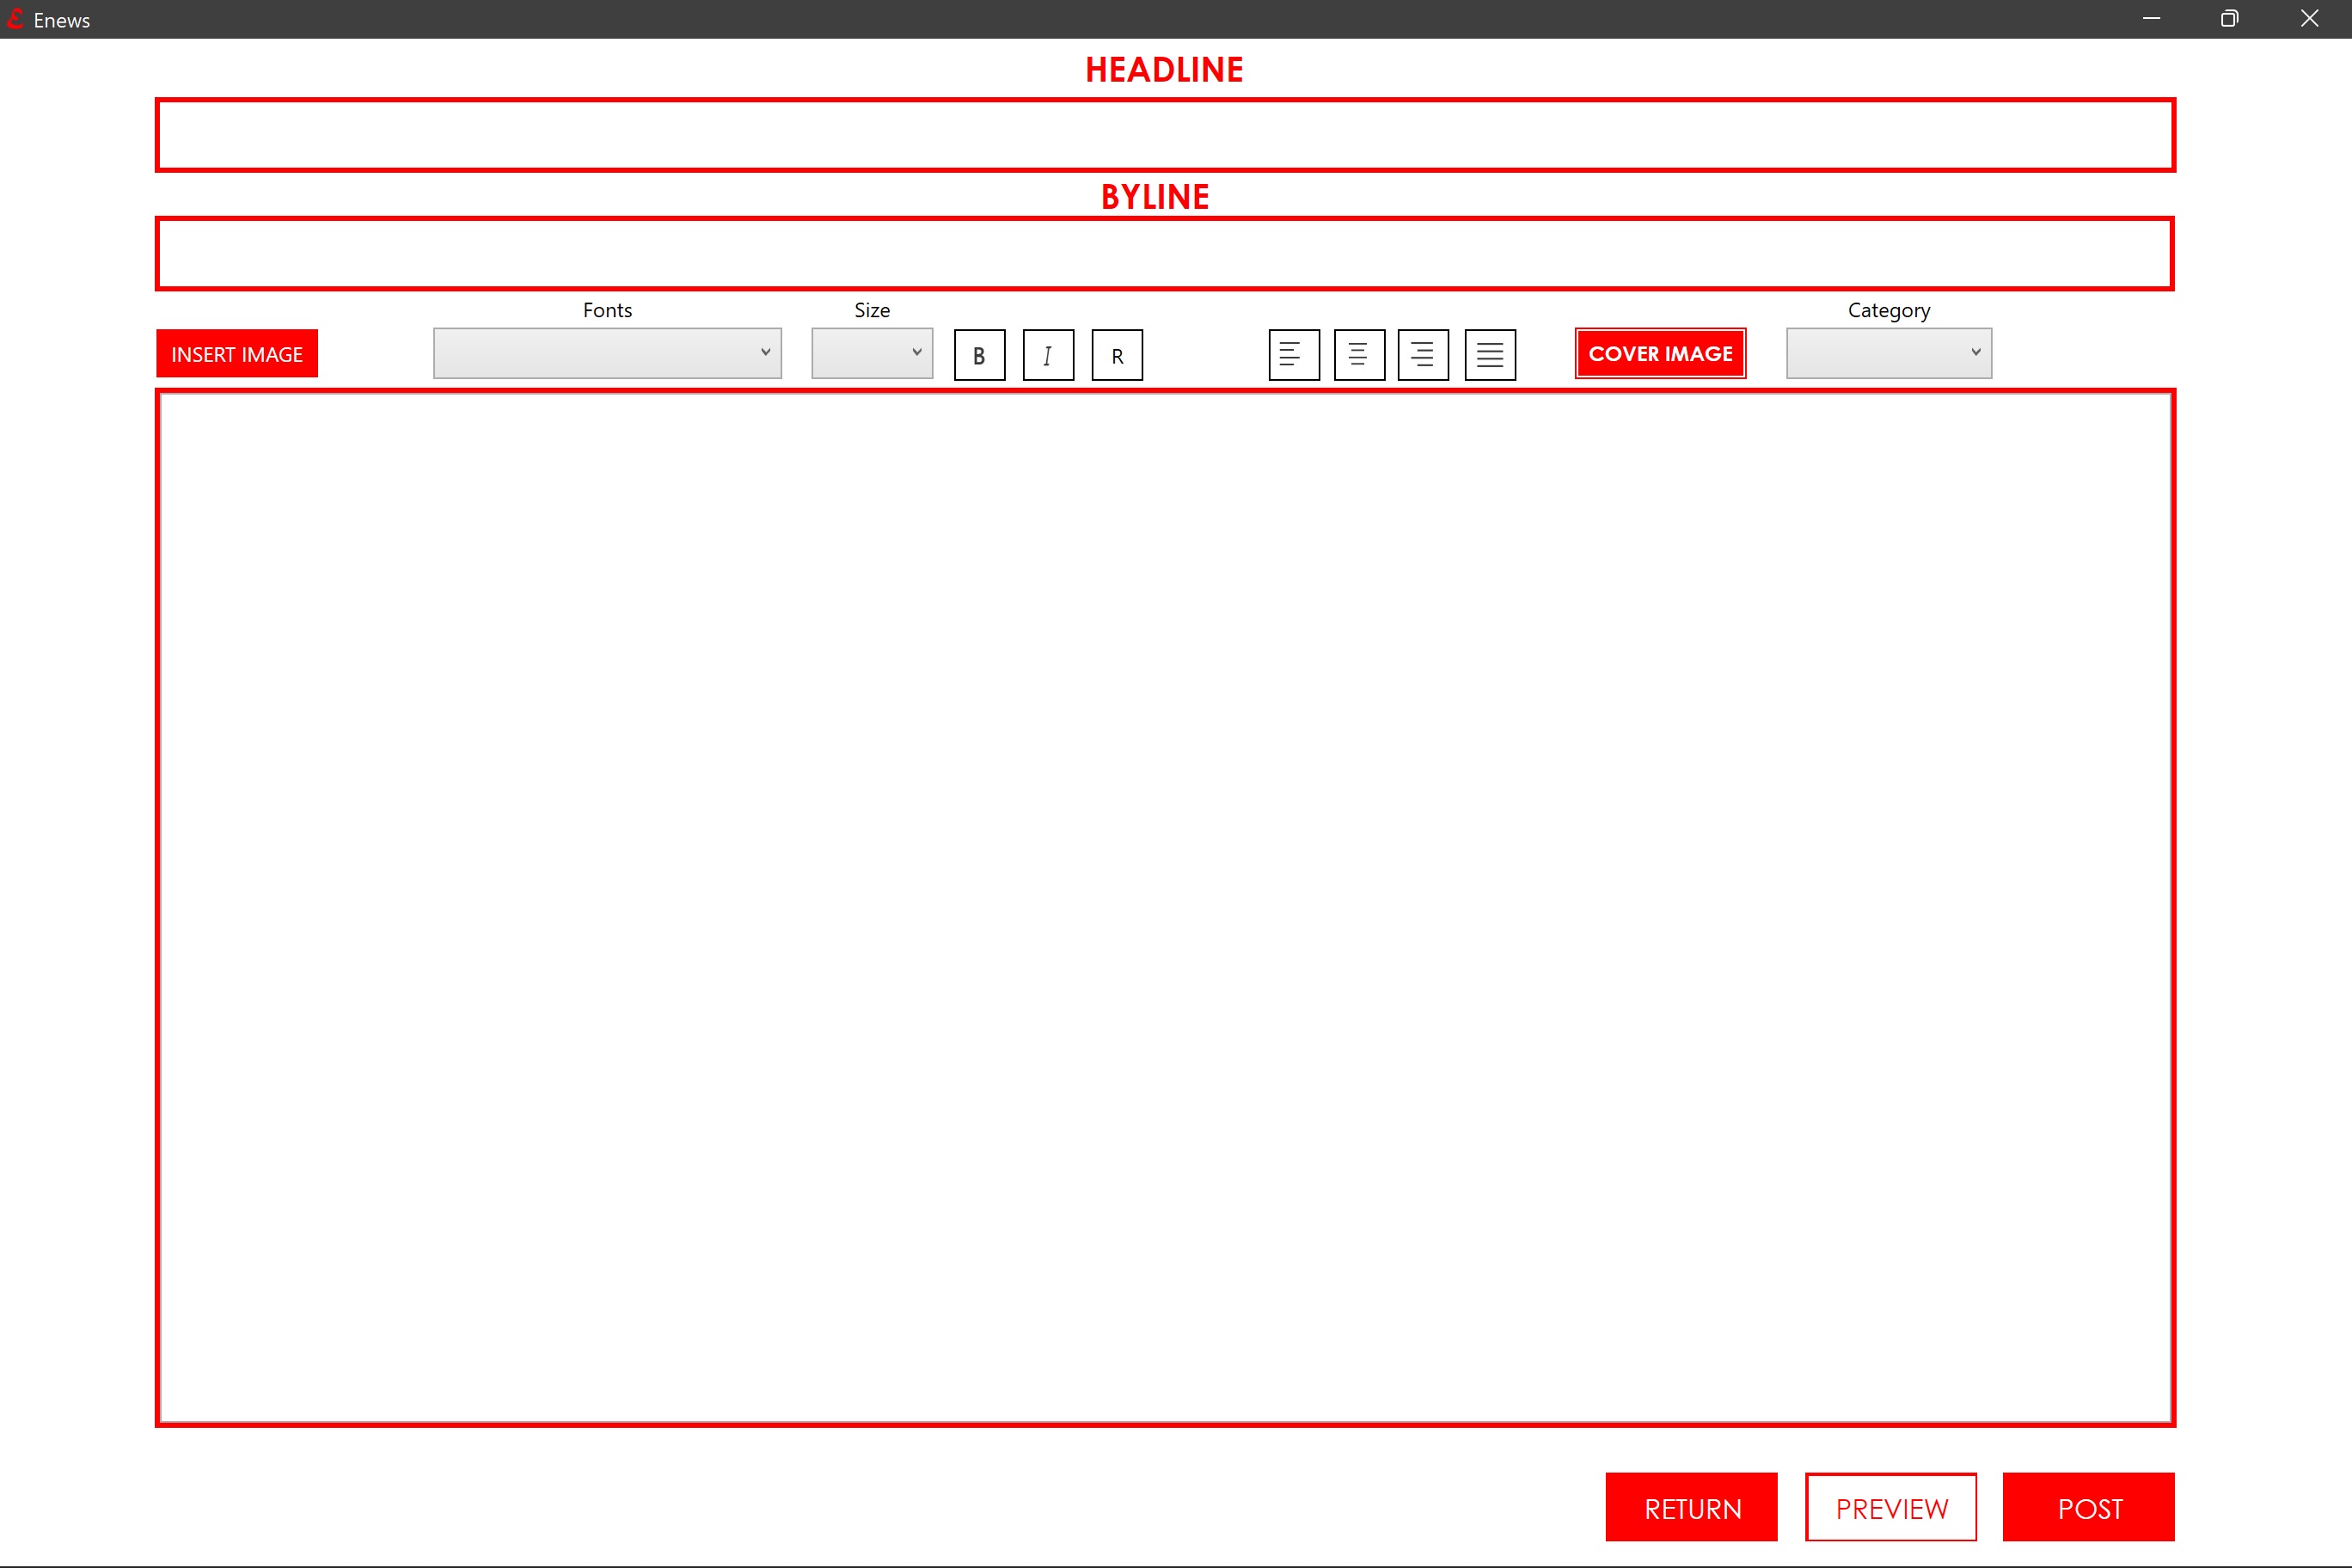 Enews
HEADLINE
BYLINE
Fonts Size Category
INSERT IMAGE B I R COVER IMAGE
RETURN PREVIEW POST